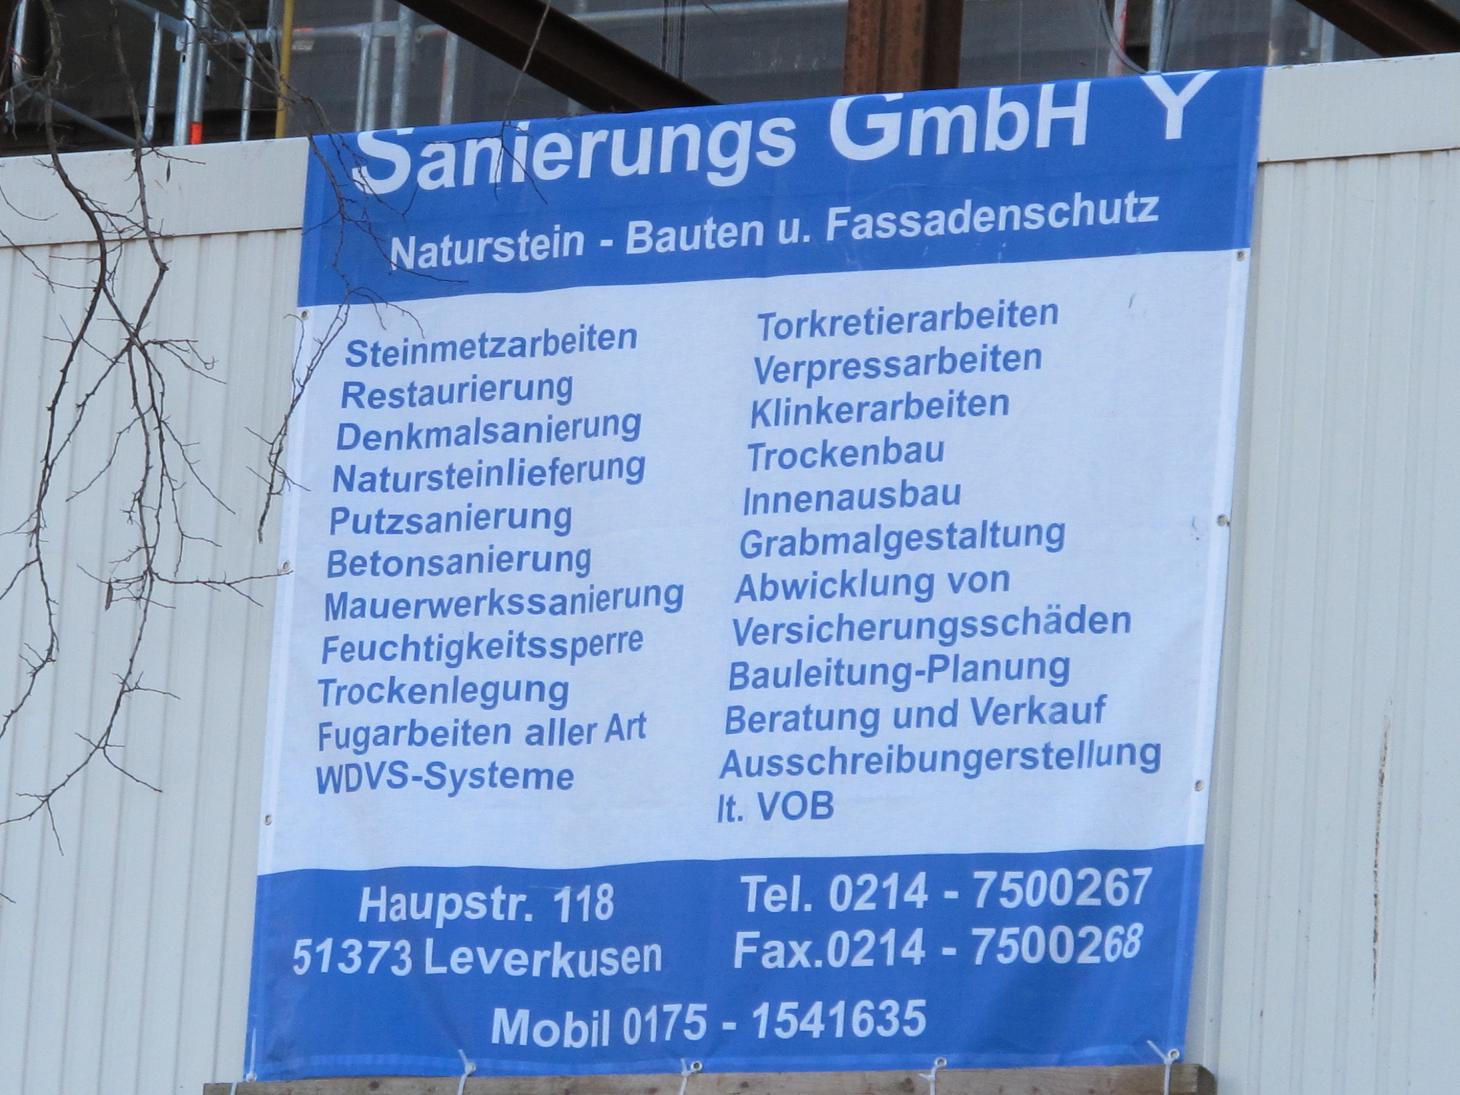 Sanierungs GmbH Y
Naturstein - Bauten u. Fassadenschutz
Steinmetzarbeiten
Restaurierung
Denkmalsanierung
Natursteinlieferung
Putzsanierung
Betonsanierung
Mauerwerkssanierung
Feuchtigkeitssperre
Trockenlegung
Fugarbeiten aller Art
WDVS-Systeme
Torkretierarbeiten
Verpressarbeiten
Klinkerarbeiten
Trockenbau
Innenausbau
Grabmalgestaltung
Abwicklung von
Versicherungsschäden
Bauleitung-Planung
Beratung und Verkauf
Ausschreibungerstellung
lt. VOB
Haupstr. 118
51373 Leverkusen
Tel. 0214 - 7500267
Fax.0214 - 7500268
Mobil 0175 - 1541635